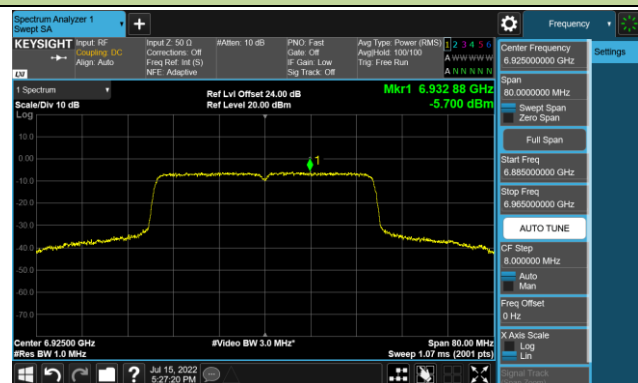 Spectrum Analyzer 1
Swept SA
Frequency
KEYSIGHT
Input: RF
Coupling: DC
Align: Auto
Input Z: 50 Ω
Corrections: Off
Freq Ref: Int (S)
NFE: Adaptive
#Atten: 10 dB
PNO: Fast
Gate: Off
IF Gain: Low
Sig Track: Off
Avg Type: Power (RMS)
Avg|Hold: 100/100
Trig: Free Run
1 2 3 4 5 6
A W W W W W
A N N N N N
LXI
Center Frequency
6.925000000 GHz
Settings
Span
80.0000000 MHz
Swept Span
Zero Span
Full Span
Start Freq
6.885000000 GHz
Stop Freq
6.965000000 GHz
AUTO TUNE
CF Step
8.000000 MHz
Auto
Man
Freq Offset
0 Hz
X Axis Scale
Log
Lin
Signal Track
1 Spectrum
Scale/Div 10 dB
Log
Ref Lvl Offset 24.00 dB
Ref Level 20.00 dBm
Mkr1 6.932 88 GHz
-5.700 dBm
10.0
0.00
1
-10.0
-20.0
-30.0
-40.0
-50.0
-60.0
-70.0
Center 6.92500 GHz
#Res BW 1.0 MHz
#Video BW 3.0 MHz*
Span 80.00 MHz
Sweep 1.07 ms (2001 pts)
?
Jul 15, 2022
5:27:20 PM